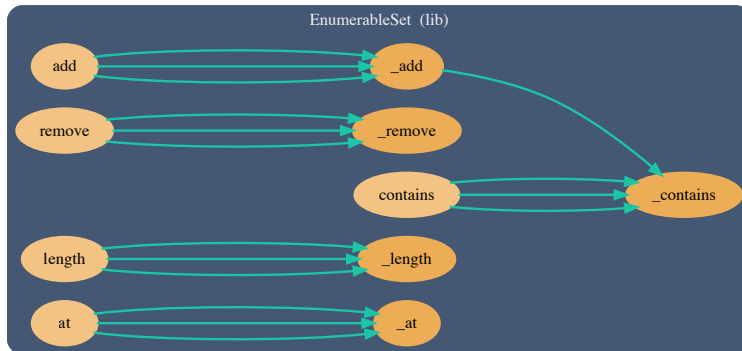 EnumerableSet (lib)
add
_add
remove
_remove
contains
_contains
length
_length
at
_at